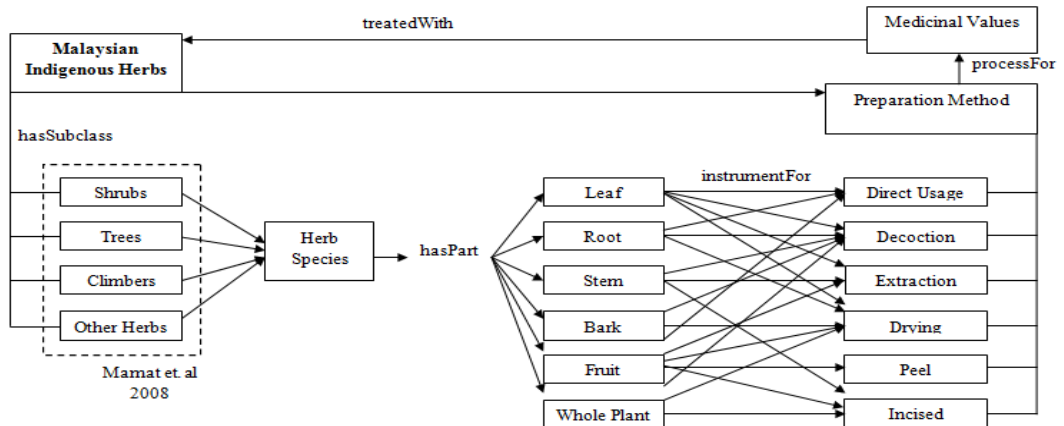 treatedWith
Medicinal Values
Malaysian
Indigenous Herbs
processFor
Preparation Method
hasSubclass
instrumentFor
Shrubs
Leaf
Direct Usage
Trees
Herb
Species
Root
Decoction
hasPart
Climbers
Stem
Extraction
Other Herbs
Bark
Drying
Mamat et. al
2008
Fruit
Peel
Whole Plant
Incised